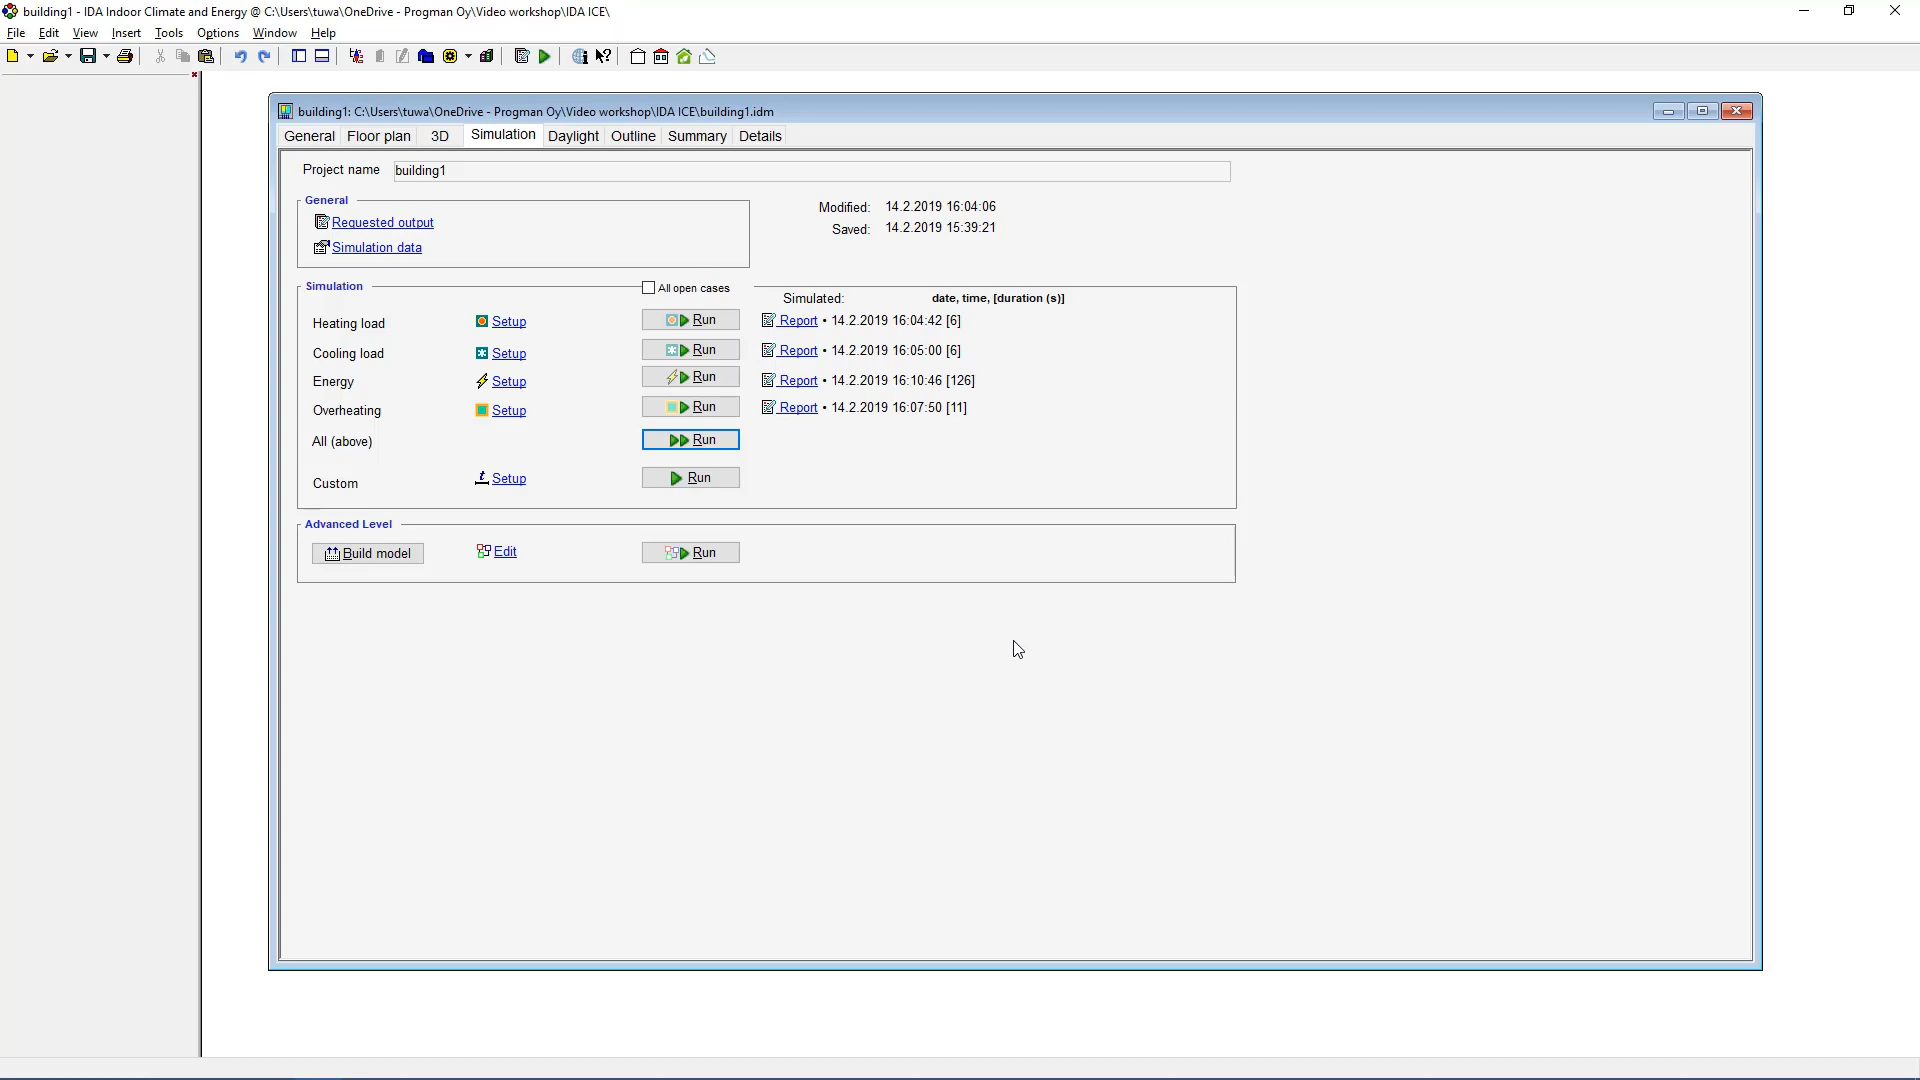 building1 - IDA Indoor Climate and Energy @ C:\Users\tuwa\OneDrive - Progman Oy\Video workshop\IDA ICE\
File Edit View Insert Tools Options Window Help
building1: C:\Users\tuwa\OneDrive - Progman Oy\Video workshop\IDA ICE\building1.idm
General Floor plan 3D Simulation Daylight Outline Summary Details
Project name building1
General
Requested output
Simulation data
Modified: 14.2.2019 16:04:06
Saved: 14.2.2019 15:39:21
Simulation All open cases
Simulated: date, time, [duration (s)]
Heating load Setup Run Report • 14.2.2019 16:04:42 [6]
Cooling load Setup Run Report • 14.2.2019 16:05:00 [6]
Energy Setup Run Report • 14.2.2019 16:10:46 [126]
Overheating Setup Run Report • 14.2.2019 16:07:50 [11]
All (above) Run
Custom Setup Run
Advanced Level
Build model Edit Run